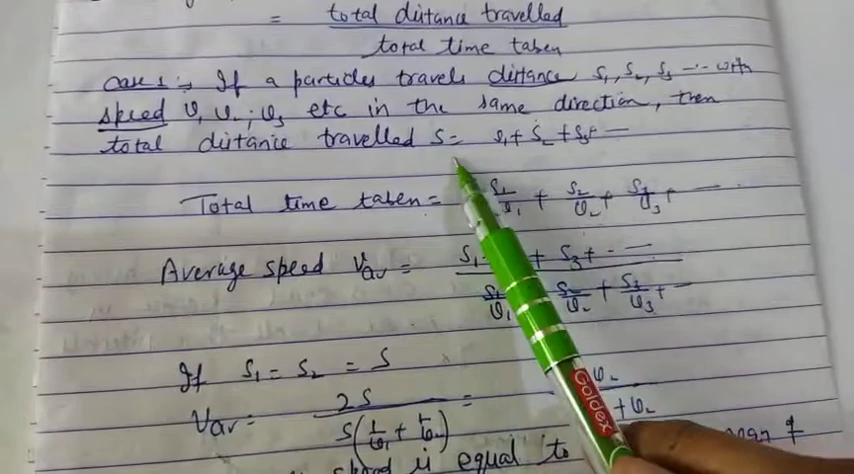 = total distance travelled
total time taken
Case 1:- If a particles travels distance S₁, S₂, S₃ --- with
speed υ₁ υ₂, υ₃ etc in the same direction, then
total distance travelled S= S₁+ S₂ +S₃+ —
Total time taken = S₁/υ₁ + S₂/υ₂ + S₃/υ₃ + —
Average speed Vav = S₁ + S₃+ - —
S₁/υ₁ S₂/υ₂ + S₃/υ₃ + —
If S₁ = S₂ = S
Vav = 2S / S(1/υ₁ + 1/υ₂) = υ₂
+ υ₂
speed is equal to
Goldex